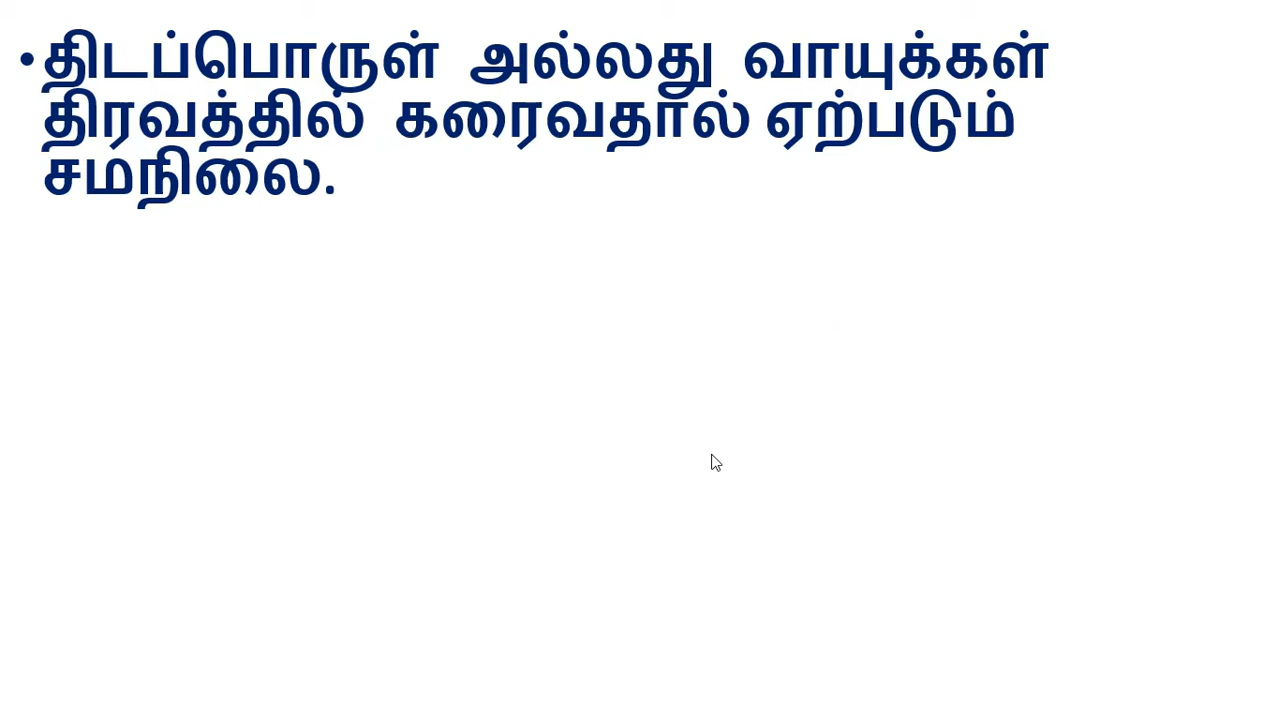 •திடப்பொருள் அல்லது வாயுக்கள்
திரவத்தில் கரைவதால் ஏற்படும்
சமநிலை.